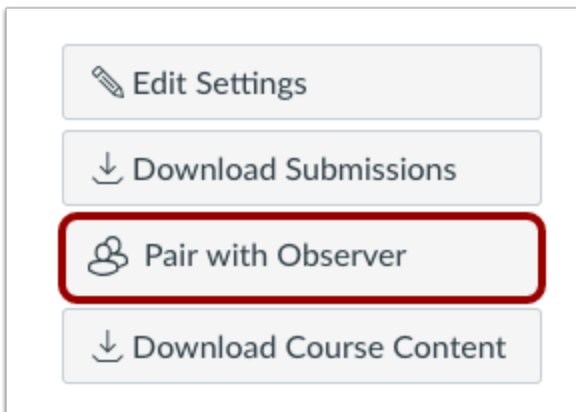 Edit Settings
Download Submissions
Pair with Observer
Download Course Content